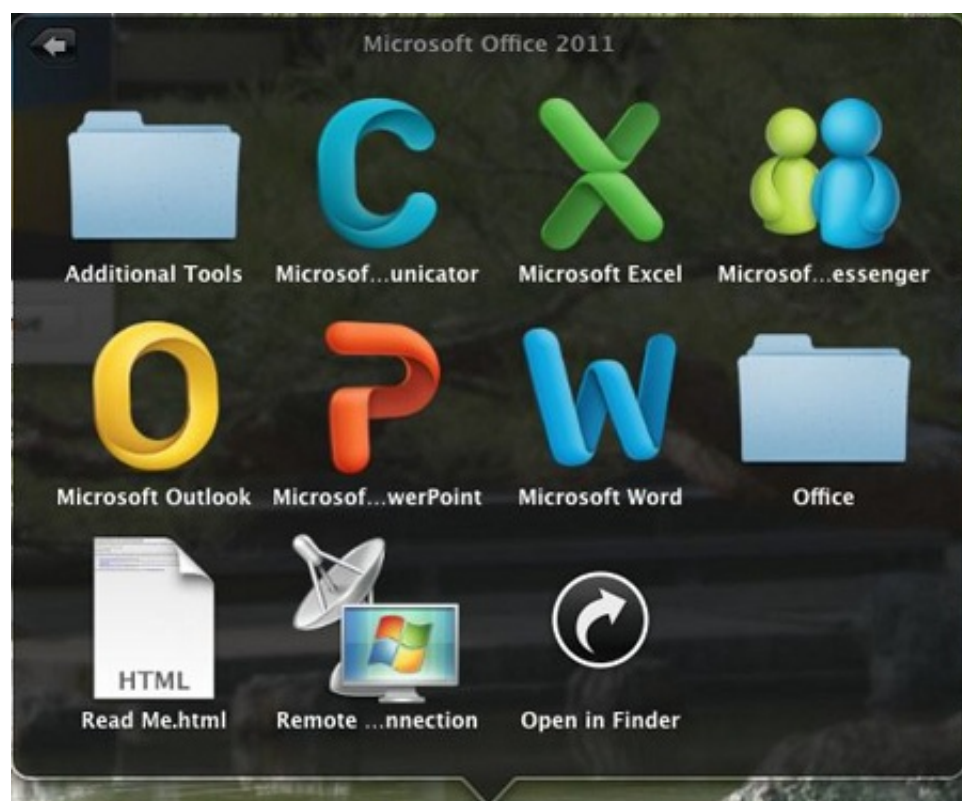 Microsoft Office 2011
Additional Tools
Microsof...unicator
Microsoft Excel
Microsof...essenger
Microsoft Outlook
Microsof...werPoint
Microsoft Word
Office
HTML
Read Me.html
Remote ...nnection
Open in Finder